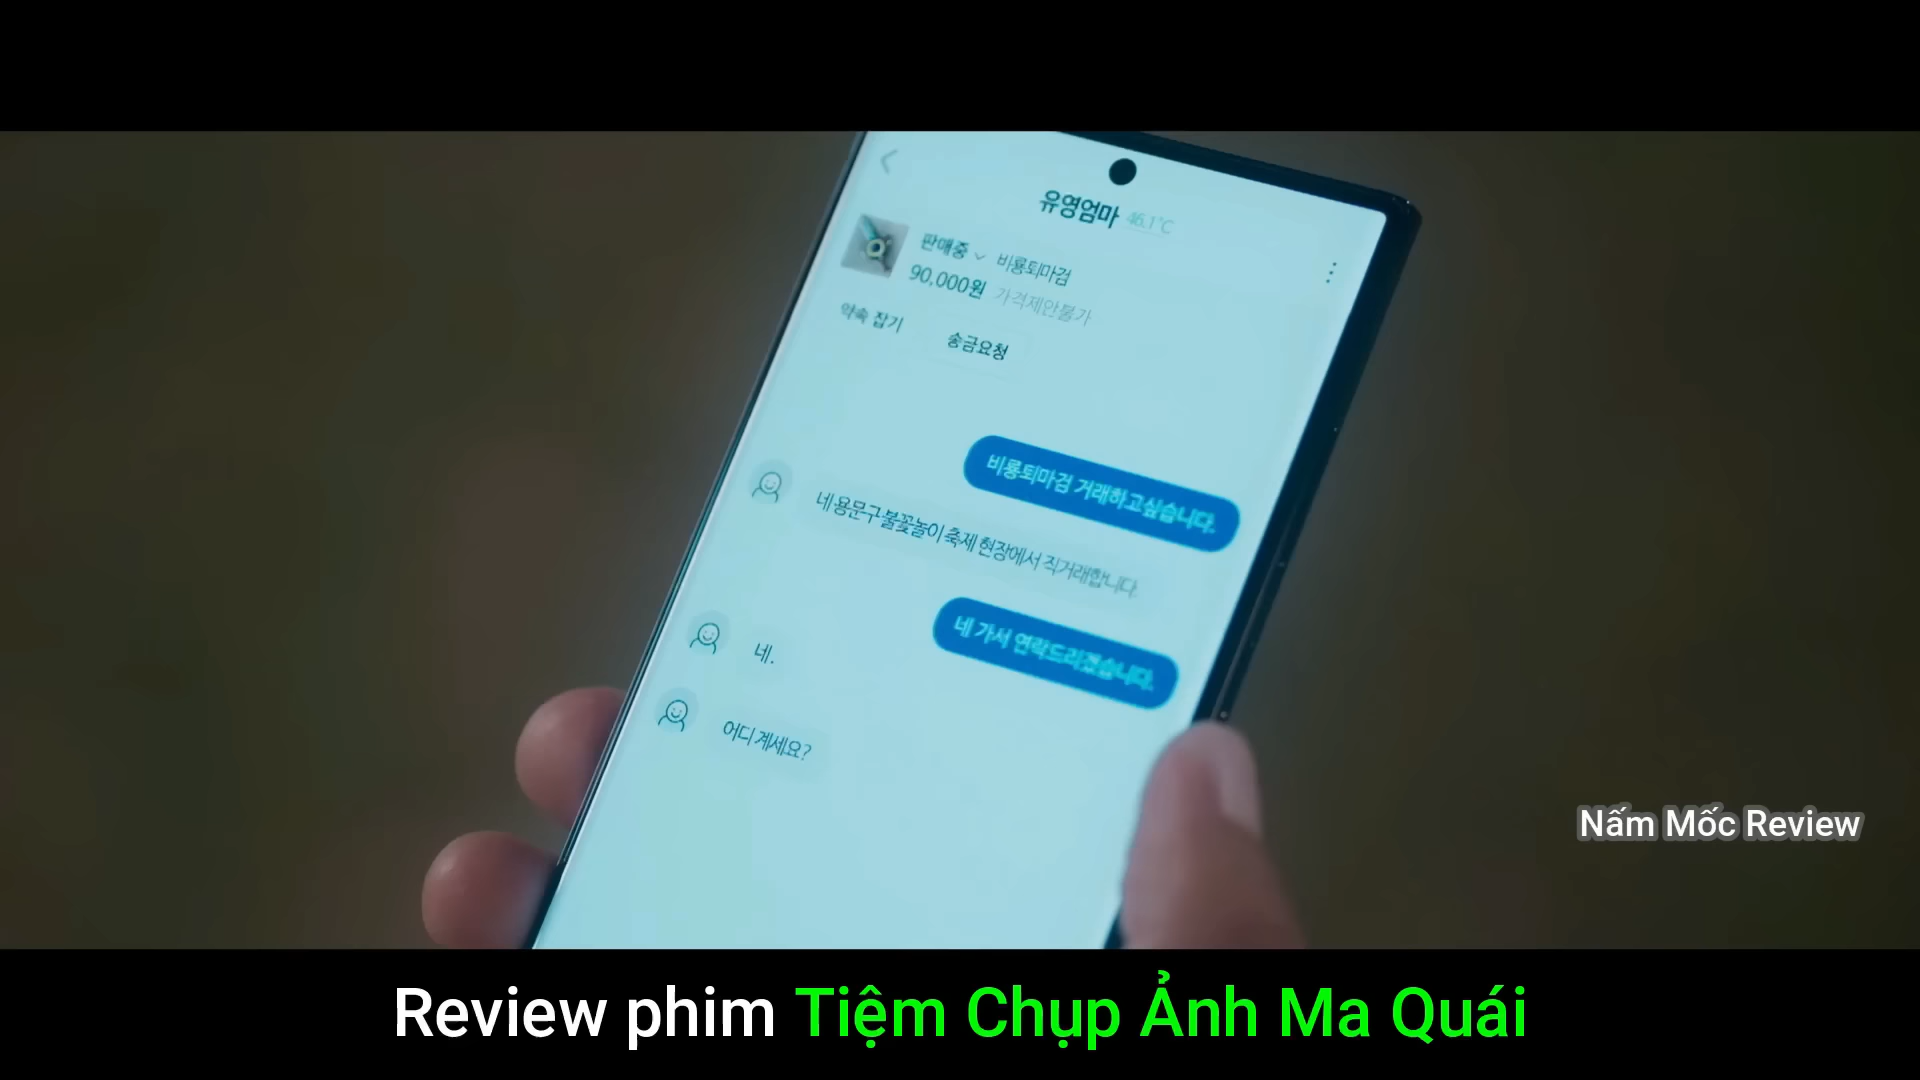 유영엄마 46.1°C
판매중 비룡퇴마검
90,000원 가격제안불가
약속 잡기 송금요청
비룡퇴마검 거래하고싶습니다.
네 용문구 불꽃놀이 축제 현장에서 직거래합니다.
네 가서 연락드리겠습니다.
네.
어디 계세요?
Nấm Mốc Review
Review phim Tiệm Chụp Ảnh Ma Quái